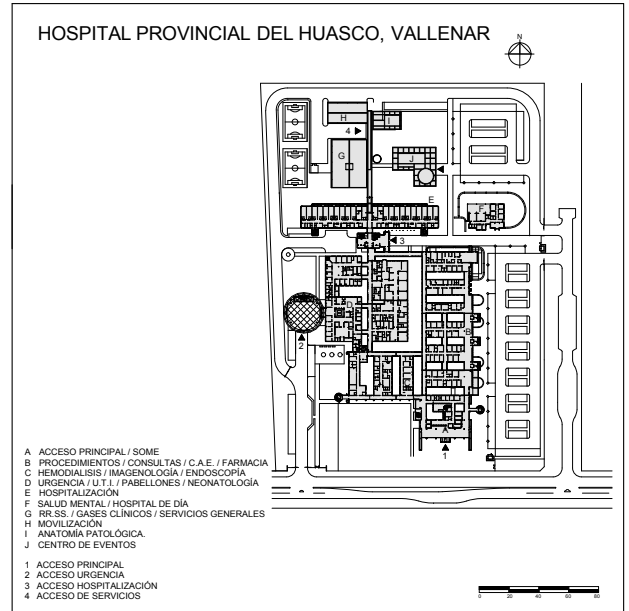 HOSPITAL PROVINCIAL DEL HUASCO, VALLENAR
N
H
I
4
G
J
E
F
3
D
B
2
A
1
A ACCESO PRINCIPAL / SOME
B PROCEDIMIENTOS / CONSULTAS / C.A.E. / FARMACIA
C HEMODIALISIS / IMAGENOLOGÍA / ENDOSCOPÍA
D URGENCIA / U.T.I. / PABELLONES / NEONATOLOGÍA
E HOSPITALIZACIÓN
F SALUD MENTAL / HOSPITAL DE DÍA
G RR.SS. / GASES CLÍNICOS / SERVICIOS GENERALES
H MOVILIZACIÓN
I ANATOMÍA PATOLÓGICA.
J CENTRO DE EVENTOS
1 ACCESO PRINCIPAL
2 ACCESO URGENCIA
3 ACCESO HOSPITALIZACIÓN
4 ACCESO DE SERVICIOS
0 20 40 60 80